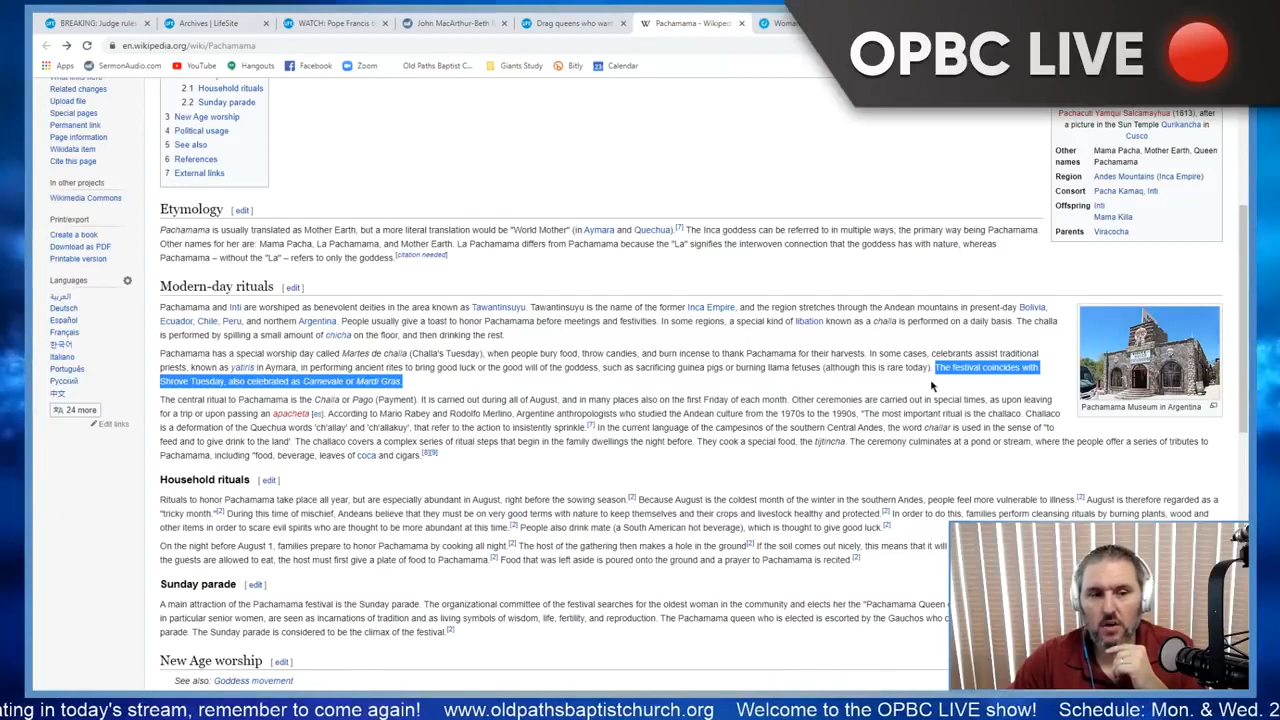 BREAKING: Judge rules
Archives | LifeSite
WATCH: Pope Francis b
John MacArthur-Beth
Drag queens who wan
Pachamama - Wikiped
Woma
OPBC LIVE
en.wikipedia.org/wiki/Pachamama
Apps
SermonAudio.com
YouTube
Hangouts
Facebook
Zoom
Old Paths Baptist C...
Giants Study
Bitly
Calendar
What links here
Related changes
Upload file
Special pages
Permanent link
Page information
Wikidata item
Cite this page
In other projects
Wikimedia Commons
Print/export
Create a book
Download as PDF
Printable version
Languages
العربية
Deutsch
Español
Français
한국어
Italiano
Português
Русский
中文
24 more
Edit links
2.1 Household rituals
2.2 Sunday parade
3 New Age worship
4 Political usage
5 See also
6 References
7 External links
Pachacuti Yamqui Salcamayhua (1613), after
a picture in the Sun Temple Qurikancha in
Cusco
Other names Mama Pacha, Mother Earth, Queen
Pachamama
Region Andes Mountains (Inca Empire)
Consort Pacha Kamaq, Inti
Offspring Inti
Mama Killa
Parents Viracocha
Etymology [ edit ]
Pachamama is usually translated as Mother Earth, but a more literal translation would be "World Mother" (in Aymara and Quechua).[7] The Inca goddess can be referred to in multiple ways, the primary way being Pachamama.
Other names for her are: Mama Pacha, La Pachamama, and Mother Earth. La Pachamama differs from Pachamama because the "La" signifies the interwoven connection that the goddess has with nature, whereas
Pachamama – without the "La" – refers to only the goddess.[citation needed]
Modern-day rituals [ edit ]
Pachamama and Inti are worshiped as benevolent deities in the area known as Tawantinsuyu. Tawantinsuyu is the name of the former Inca Empire, and the region stretches through the Andean mountains in present-day Bolivia,
Ecuador, Chile, Peru, and northern Argentina. People usually give a toast to honor Pachamama before meetings and festivities. In some regions, a special kind of libation known as a challa is performed on a daily basis. The challa
is performed by spilling a small amount of chicha on the floor, and then drinking the rest.
Pachamama has a special worship day called Martes de challa (Challa's Tuesday), when people bury food, throw candies, and burn incense to thank Pachamama for their harvests. In some cases, celebrants assist traditional
priests, known as yatiris in Aymara, in performing ancient rites to bring good luck or the good will of the goddess, such as sacrificing guinea pigs or burning llama fetuses (although this is rare today). The festival coincides with
Shrove Tuesday, also celebrated as Carnevale or Mardi Gras.
Pachamama Museum in Argentina
The central ritual to Pachamama is the Challa or Pago (Payment). It is carried out during all of August, and in many places also on the first Friday of each month. Other ceremonies are carried out in special times, as upon leaving
for a trip or upon passing an apacheta [es]. According to Mario Rabey and Rodolfo Merlino, Argentine anthropologists who studied the Andean culture from the 1970s to the 1990s, "The most important ritual is the challaco. Challaco
is a deformation of the Quechua words 'ch'allay' and 'ch'allakuy', that refer to the action to insistently sprinkle.[7] In the current language of the campesinos of the southern Central Andes, the word challar is used in the sense of "to
feed and to give drink to the land'. The challaco covers a complex series of ritual steps that begin in the family dwellings the night before. They cook a special food, the tijtincha. The ceremony culminates at a pond or stream, where the people offer a series of tributes to
Pachamama, including "food, beverage, leaves of coca and cigars.[8][9]
Household rituals [ edit ]
Rituals to honor Pachamama take place all year, but are especially abundant in August, right before the sowing season.[2] Because August is the coldest month of the winter in the southern Andes, people feel more vulnerable to illness.[2] August is therefore regarded as a
"tricky month."[2] During this time of mischief, Andeans believe that they must be on very good terms with nature to keep themselves and their crops and livestock healthy and protected.[2] In order to do this, families perform cleansing rituals by burning plants, wood and
other items in order to scare evil spirits who are thought to be more abundant at this time.[2] People also drink mate (a South American hot beverage), which is thought to give good luck.[2]
On the night before August 1, families prepare to honor Pachamama by cooking all night.[2] The host of the gathering then makes a hole in the ground[2] If the soil comes out nicely, this means that it will
the guests are allowed to eat, the host must first give a plate of food to Pachamama.[2] Food that was left aside is poured onto the ground and a prayer to Pachamama is recited.[2]
Sunday parade [ edit ]
A main attraction of the Pachamama festival is the Sunday parade. The organizational committee of the festival searches for the oldest woman in the community and elects her the "Pachamama Queen
in particular senior women, are seen as incarnations of tradition and as living symbols of wisdom, life, fertility, and reproduction. The Pachamama queen who is elected is escorted by the Gauchos who
parade. The Sunday parade is considered to be the climax of the festival.[2]
New Age worship [ edit ]
See also: Goddess movement
ting in today's stream, remember to come again! www.oldpathsbaptistchurch.org Welcome to the OPBC LIVE show! Schedule: Mon. & Wed. 2